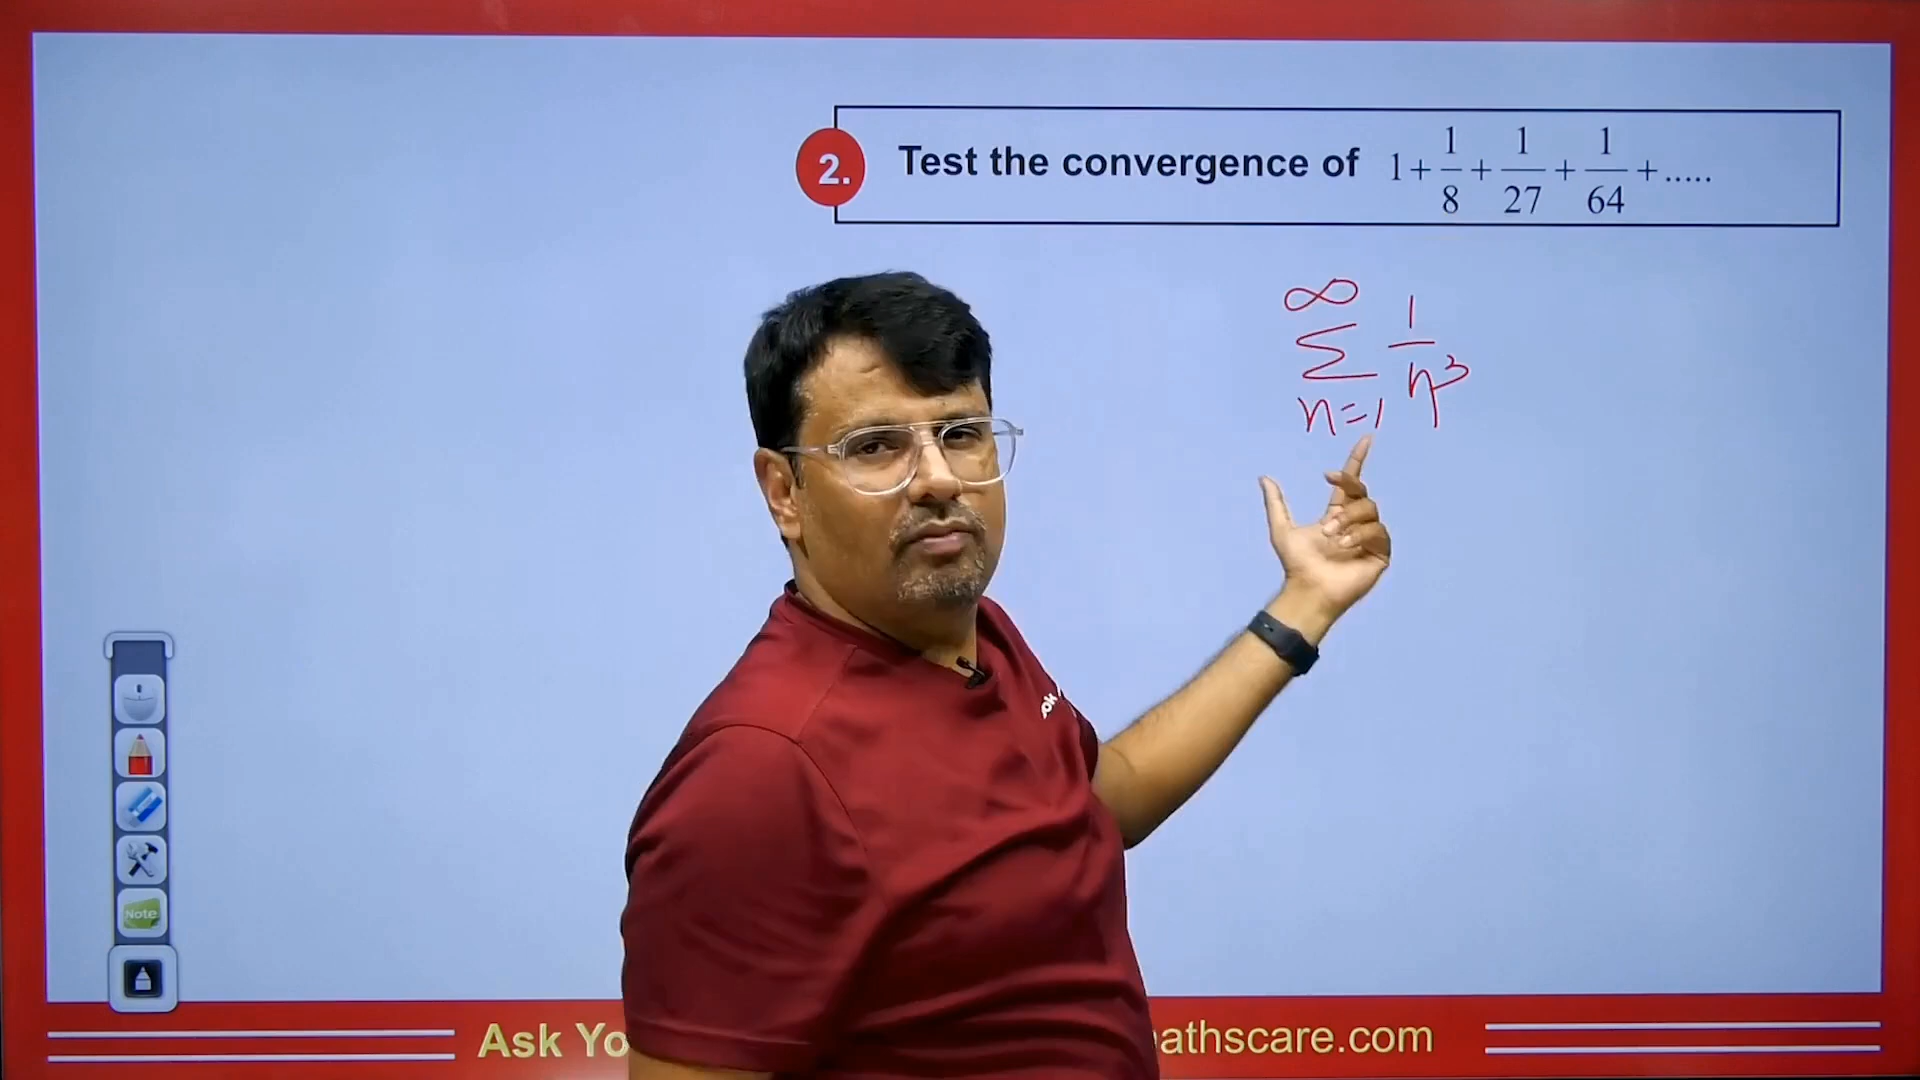 2. Test the convergence of 1 + 1/8 + 1/27 + 1/64 + .....
∞
∑ 1/n³
n=1
Note
Ask Yo athscare.com